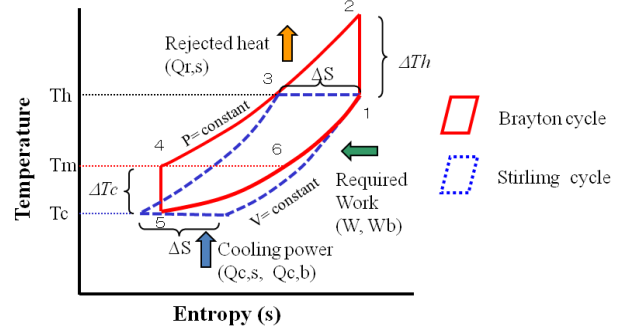 2
Rejected heat
(Qr,s)
ΔTh
3
ΔS
Th
1
P= constant
Brayton cycle
4
6
Tm
Stirlimg cycle
ΔTc
Required
Work
(W, Wb)
V= constant
Tc
5
ΔS
Cooling power
(Qc,s, Qc,b)
Temperature
Entropy (s)